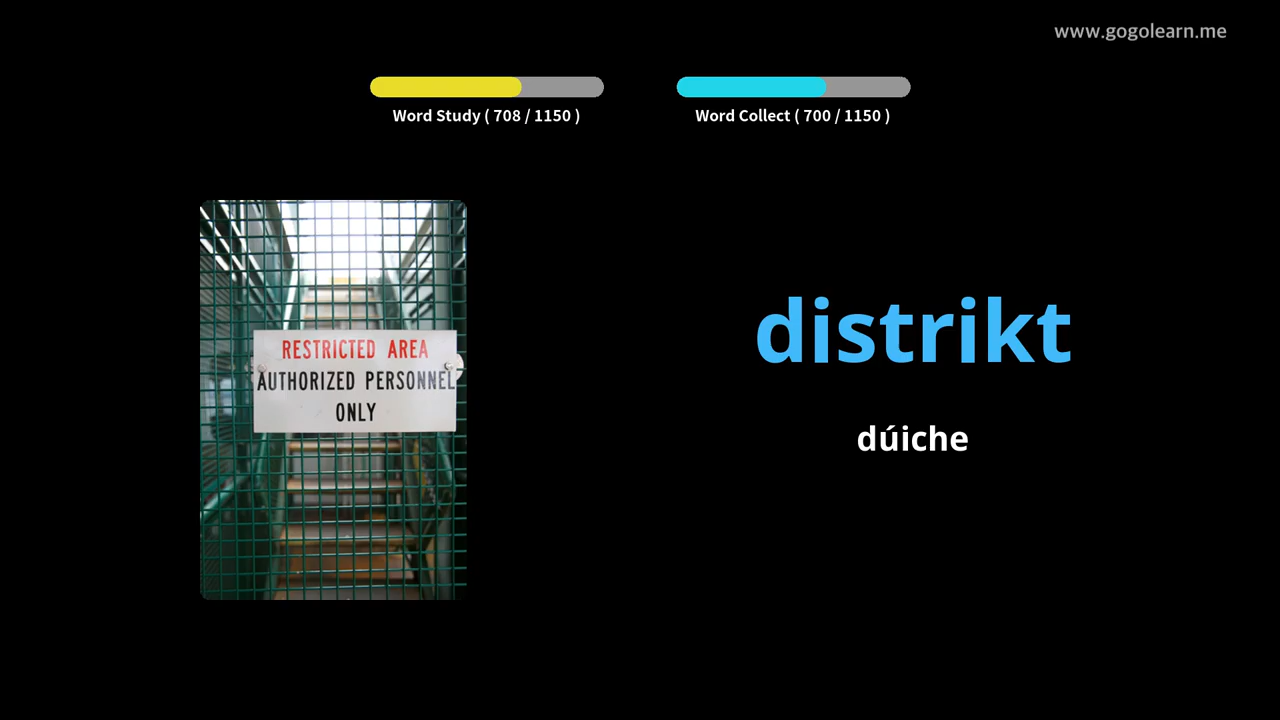 www.gogolearn.me
Word Study ( 708 / 1150 )
Word Collect ( 700 / 1150 )
RESTRICTED AREA
AUTHORIZED PERSONNEL
ONLY
distrikt
dúiche